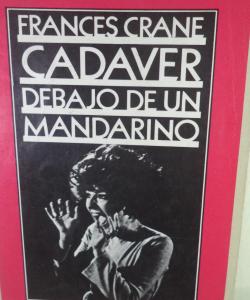 FRANCES CRANE
CADAVER
DEBAJO DE UN
MANDARINO